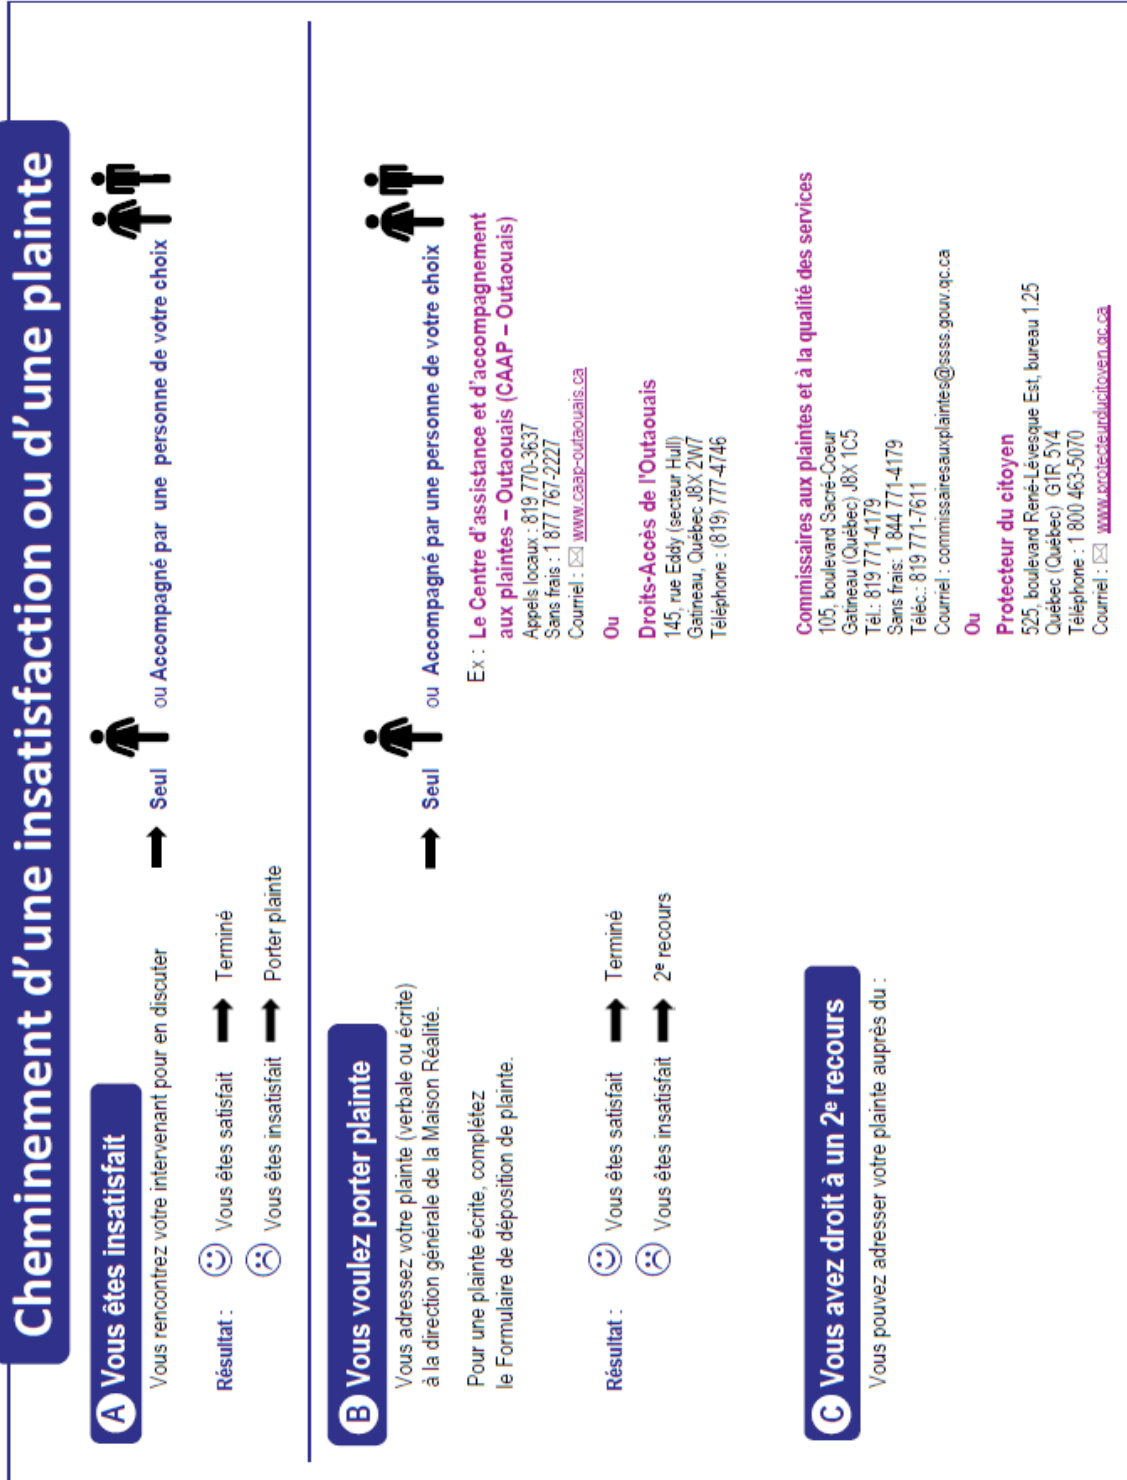 Cheminement d'une insatisfaction ou d'une plainte
A Vous êtes insatisfait
Vous rencontrez votre intervenant pour en discuter
Seul ou Accompagné par une personne de votre choix
Résultat : Vous êtes satisfait Terminé
Vous êtes insatisfait Porter plainte
B Vous voulez porter plainte
Vous adressez votre plainte (verbale ou écrite)
à la direction générale de la Maison Réalité.
Seul ou Accompagné par une personne de votre choix
Pour une plainte écrite, complétez
le Formulaire de déposition de plainte.
Ex : Le Centre d'assistance et d'accompagnement
aux plaintes – Outaouais (CAAP – Outaouais)
Appels locaux : 819 770-3637
Sans frais : 1 877 767-2227
Courriel : www.caap-outaouais.ca
Ou
Droits-Accès de l'Outaouais
145, rue Eddy (secteur Hull)
Gatineau, Québec J8X 2W7
Téléphone : (819) 777-4746
Résultat : Vous êtes satisfait Terminé
Vous êtes insatisfait 2e recours
C Vous avez droit à un 2e recours
Vous pouvez adresser votre plainte auprès du :
Commissaires aux plaintes et à la qualité des services
105, boulevard Sacré-Coeur
Gatineau (Québec) J8X 1C5
Tél.: 819 771-4179
Sans frais: 1 844 771-4179
Téléc.: 819 771-7611
Courriel : commissairesauxplaintes@ssss.gouv.qc.ca
Ou
Protecteur du citoyen
525, boulevard René-Lévesque Est, bureau 1.25
Québec (Québec) G1R 5Y4
Téléphone : 1 800 463-5070
Courriel : www.protecteurducitoyen.qc.ca